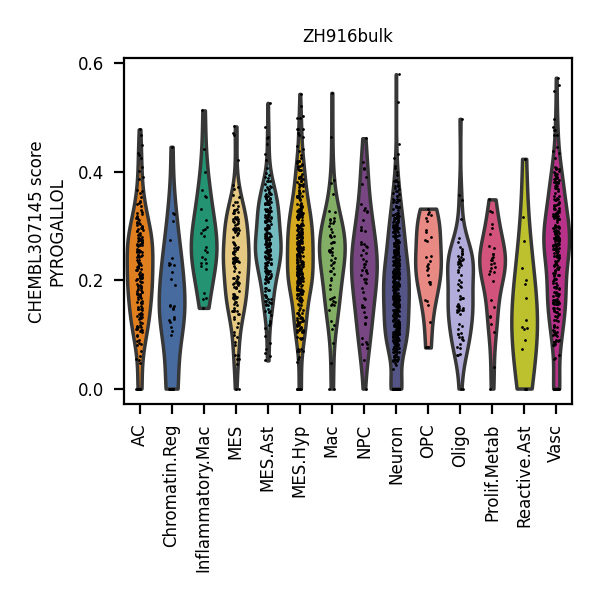 ZH916bulk
CHEMBL307145 score
PYROGALLOL
0.6
0.4
0.2
0.0
AC
Chromatin.Reg
Inflammatory.Mac
MES
MES.Ast
MES.Hyp
Mac
NPC
Neuron
OPC
Oligo
Prolif.Metab
Reactive.Ast
Vasc